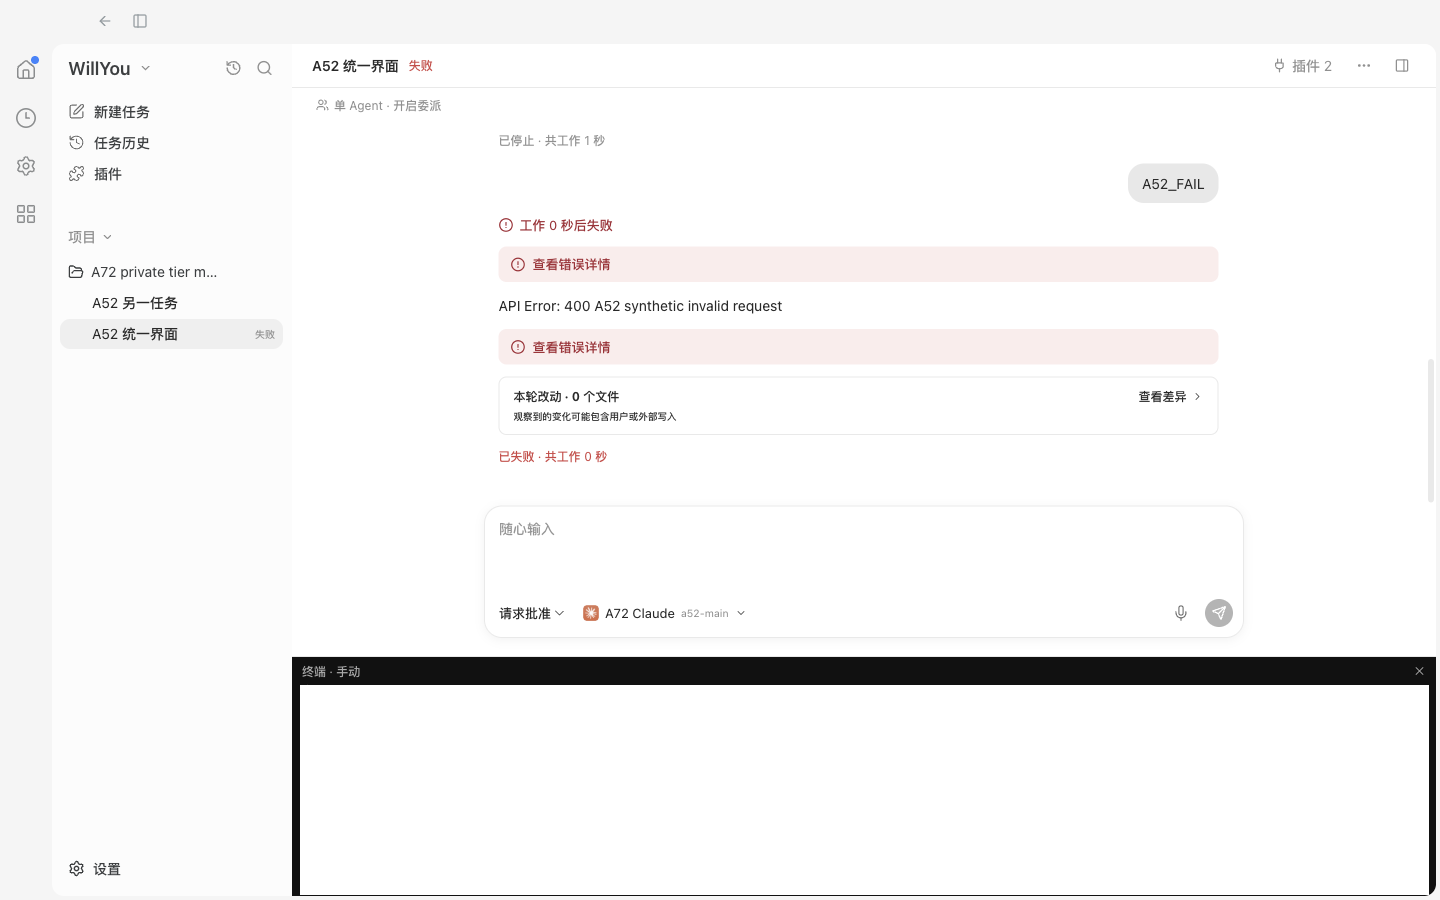 WillYou
新建任务
任务历史
插件
项目
A72 private tier m...
A52 另一任务
A52 统一界面 失败
设置
A52 统一界面 失败
插件 2
单 Agent · 开启委派
已停止 · 共工作 1 秒
A52_FAIL
工作 0 秒后失败
查看错误详情
API Error: 400 A52 synthetic invalid request
查看错误详情
本轮改动 · 0 个文件 查看差异
观察到的变化可能包含用户或外部写入
已失败 · 共工作 0 秒
随心输入
请求批准 A72 Claude a52-main
终端 · 手动